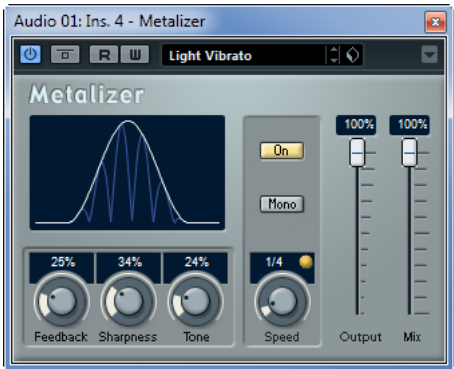 Audio 01: Ins. 4 - Metalizer
R W Light Vibrato
Metalizer
100% 100%
On
Mono
25% 34% 24% 1/4
Feedback Sharpness Tone Speed Output Mix